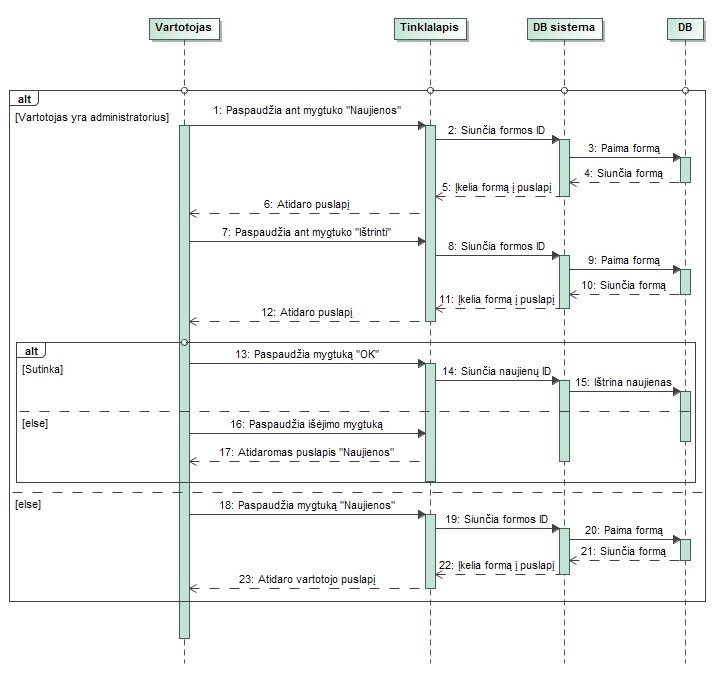 Vartotojas
Tinklalapis
DB sistema
DB
alt
[Vartotojas yra administratorius]
1: Paspaudžia ant mygtuko "Naujienos"
2: Siunčia formos ID
3: Paima formą
4: Siunčia formą
5: Įkelia formą į puslapį
6: Atidaro puslapį
7: Paspaudžia ant mygtuko "Ištrinti"
8: Siunčia formos ID
9: Paima formą
10: Siunčia formą
11: Įkelia formą į puslapį
12: Atidaro puslapį
alt
[Sutinka]
13: Paspaudžia mygtuką "OK"
14: Siunčia naujienų ID
15: Ištrina naujienas
[else]
16: Paspaudžia išėjimo mygtuką
17: Atidaromas puslapis "Naujienos"
[else]
18: Paspaudžia mygtuką "Naujienos"
19: Siunčia formos ID
20: Paima formą
21: Siunčia formą
22: Įkelia formą į puslapį
23: Atidaro vartotojo puslapį